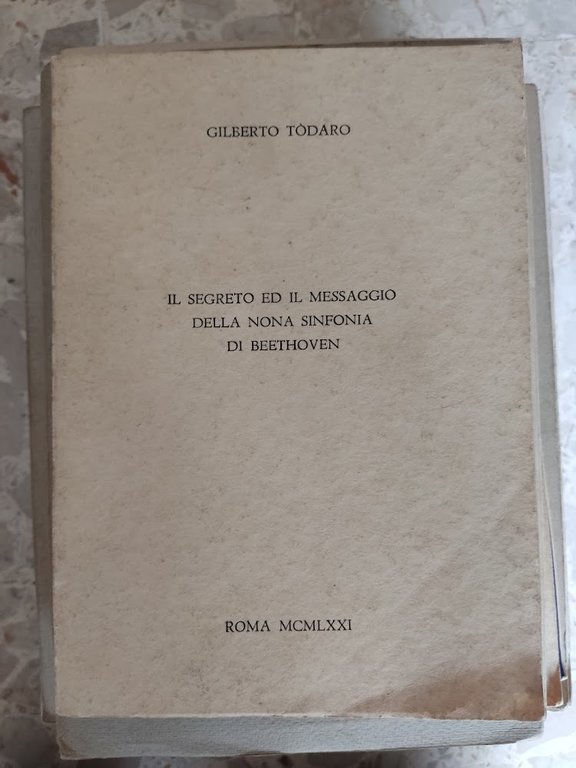 GILBERTO TÒDARO
IL SEGRETO ED IL MESSAGGIO
DELLA NONA SINFONIA
DI BEETHOVEN
ROMA MCMLXXI